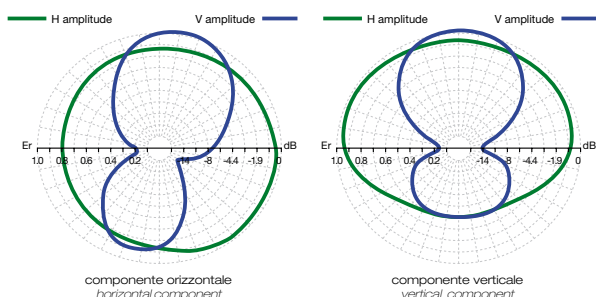 H amplitude V amplitude H amplitude V amplitude
Er dB Er dB
1.0 0.8 0.6 0.4 0.2 -14 -8 -4.4 -1.9 0 1.0 0.8 0.6 0.4 0.2 -14 -8 -4.4 -1.9 0
componente orizzontale componente verticale
horizontal component vertical component